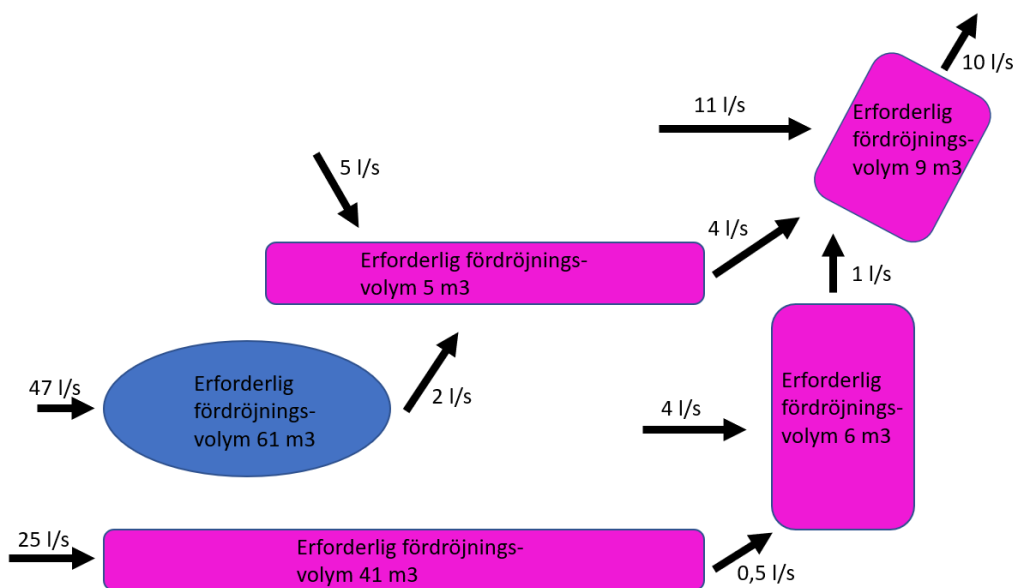 10 l/s
11 l/s
Erforderlig
fördröjnings-
volym 9 m3
5 l/s
4 l/s
Erforderlig fördröjnings-
volym 5 m3
1 l/s
47 l/s
Erforderlig
fördröjnings-
volym 61 m3
2 l/s
4 l/s
Erforderlig
fördröjnings-
volym 6 m3
25 l/s
Erforderlig fördröjnings-
volym 41 m3
0,5 l/s